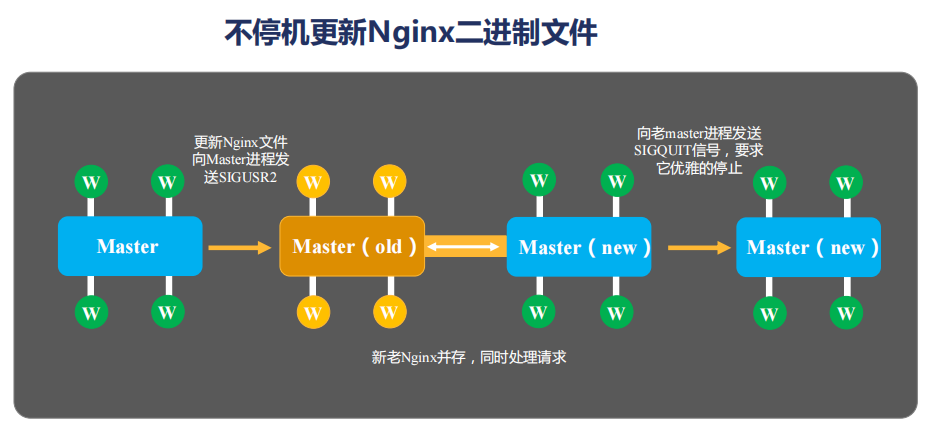 不停机更新Nginx二进制文件
更新Nginx文件
向Master进程发
送SIGUSR2
向老master进程发送
SIGQUIT信号，要求
它优雅的停止
W W W W W W W W
Master Master（old） Master（new） Master（new）
W W W W W W W W
新老Nginx并存，同时处理请求